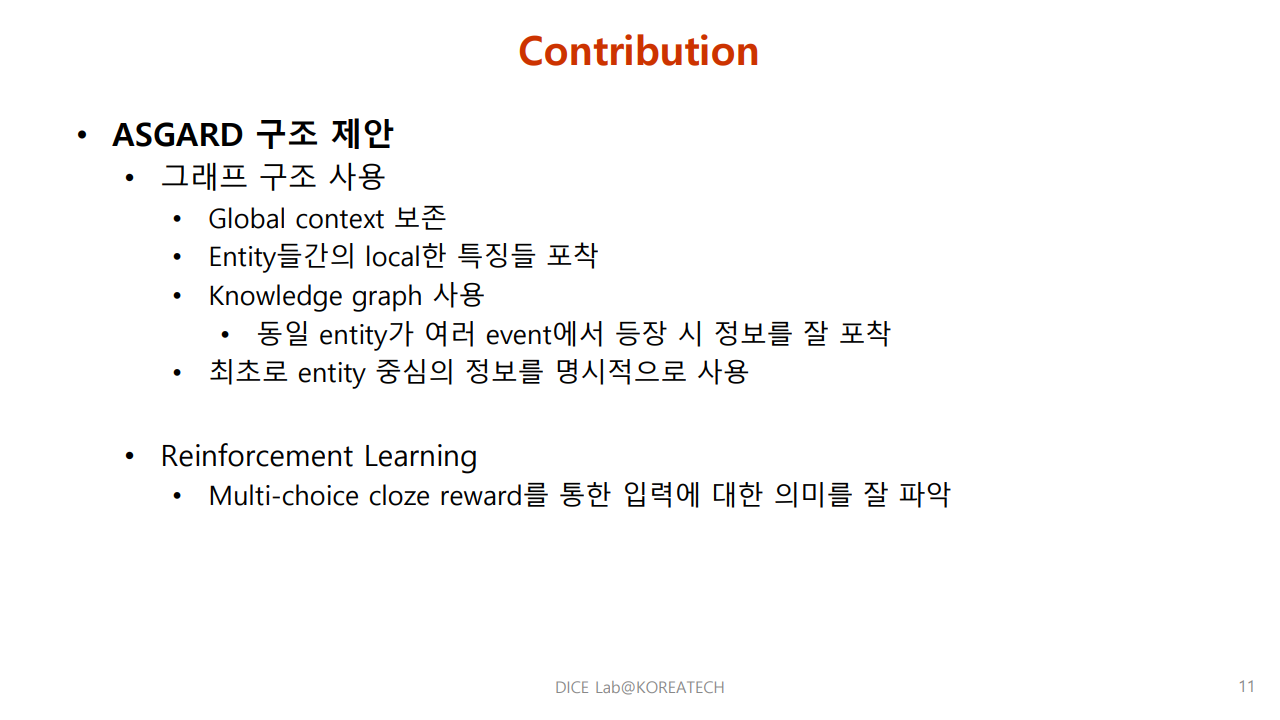 Contribution
• ASGARD 구조 제안
• 그래프 구조 사용
• Global context 보존
• Entity들간의 local한 특징들 포착
• Knowledge graph 사용
• 동일 entity가 여러 event에서 등장 시 정보를 잘 포착
• 최초로 entity 중심의 정보를 명시적으로 사용
• Reinforcement Learning
• Multi-choice cloze reward를 통한 입력에 대한 의미를 잘 파악
DICE Lab@KOREATECH
11